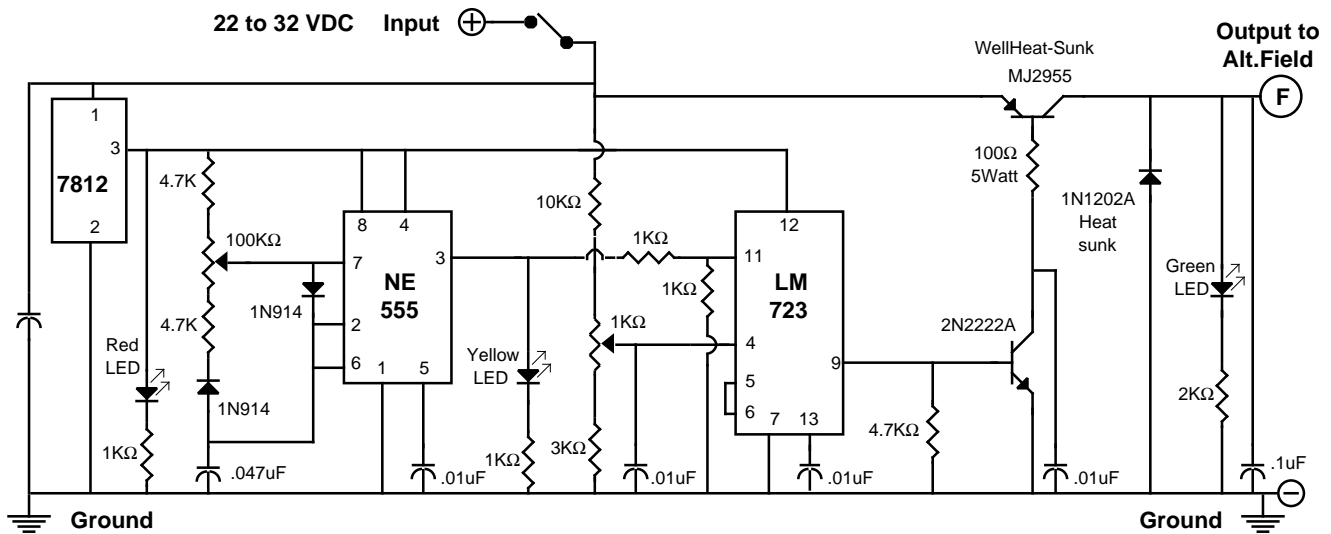 22 to 32 VDC Input
Output to
Alt.Field
WellHeat-Sunk
MJ2955
F
1
3
7812
2
4.7K
100KΩ
4.7K
1N914
1N914
Red
LED
1KΩ
.047uF
8
4
7
3
NE
555
2
6
1
5
.01uF
Yellow
LED
1KΩ
10KΩ
1KΩ
1KΩ
1KΩ
3KΩ
.01uF
12
11
LM
723
4
5
6
9
7
13
.01uF
4.7KΩ
100Ω
5Watt
2N2222A
.01uF
1N1202A
Heat
sunk
Green
LED
2KΩ
.1uF
Ground
Ground